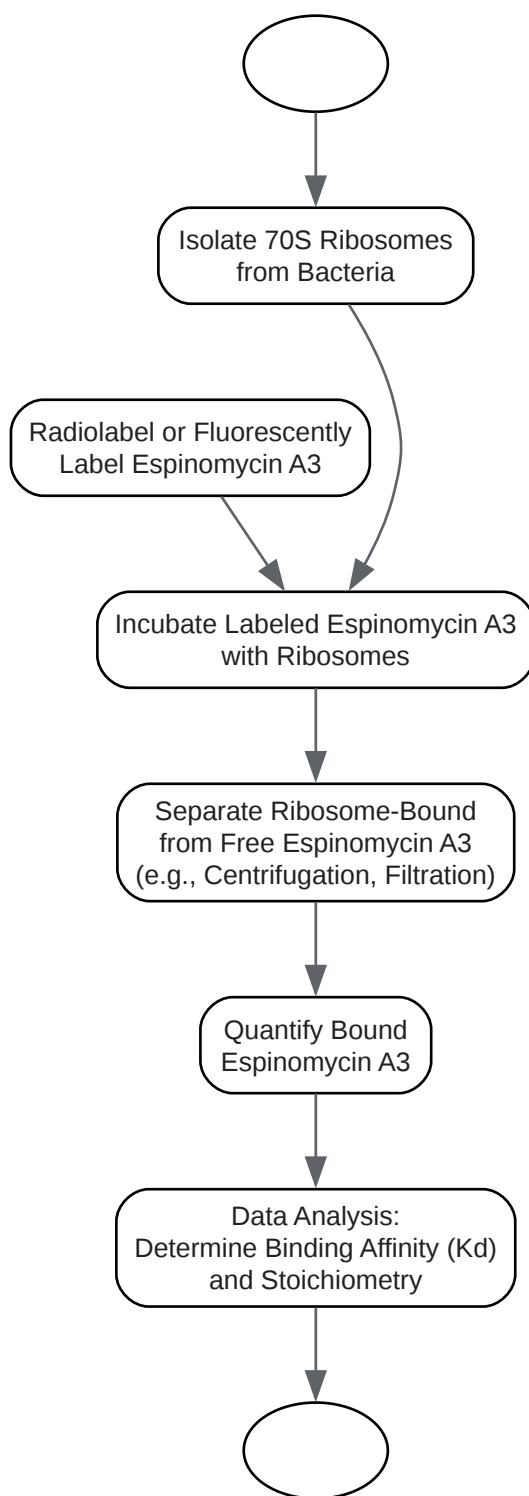 Isolate 70S Ribosomes
from Bacteria
Radiolabel or Fluorescently
Label Espinomycin A3
Incubate Labeled Espinomycin A3
with Ribosomes
Separate Ribosome-Bound
from Free Espinomycin A3
(e.g., Centrifugation, Filtration)
Quantify Bound
Espinomycin A3
Data Analysis:
Determine Binding Affinity (Kd)
and Stoichiometry